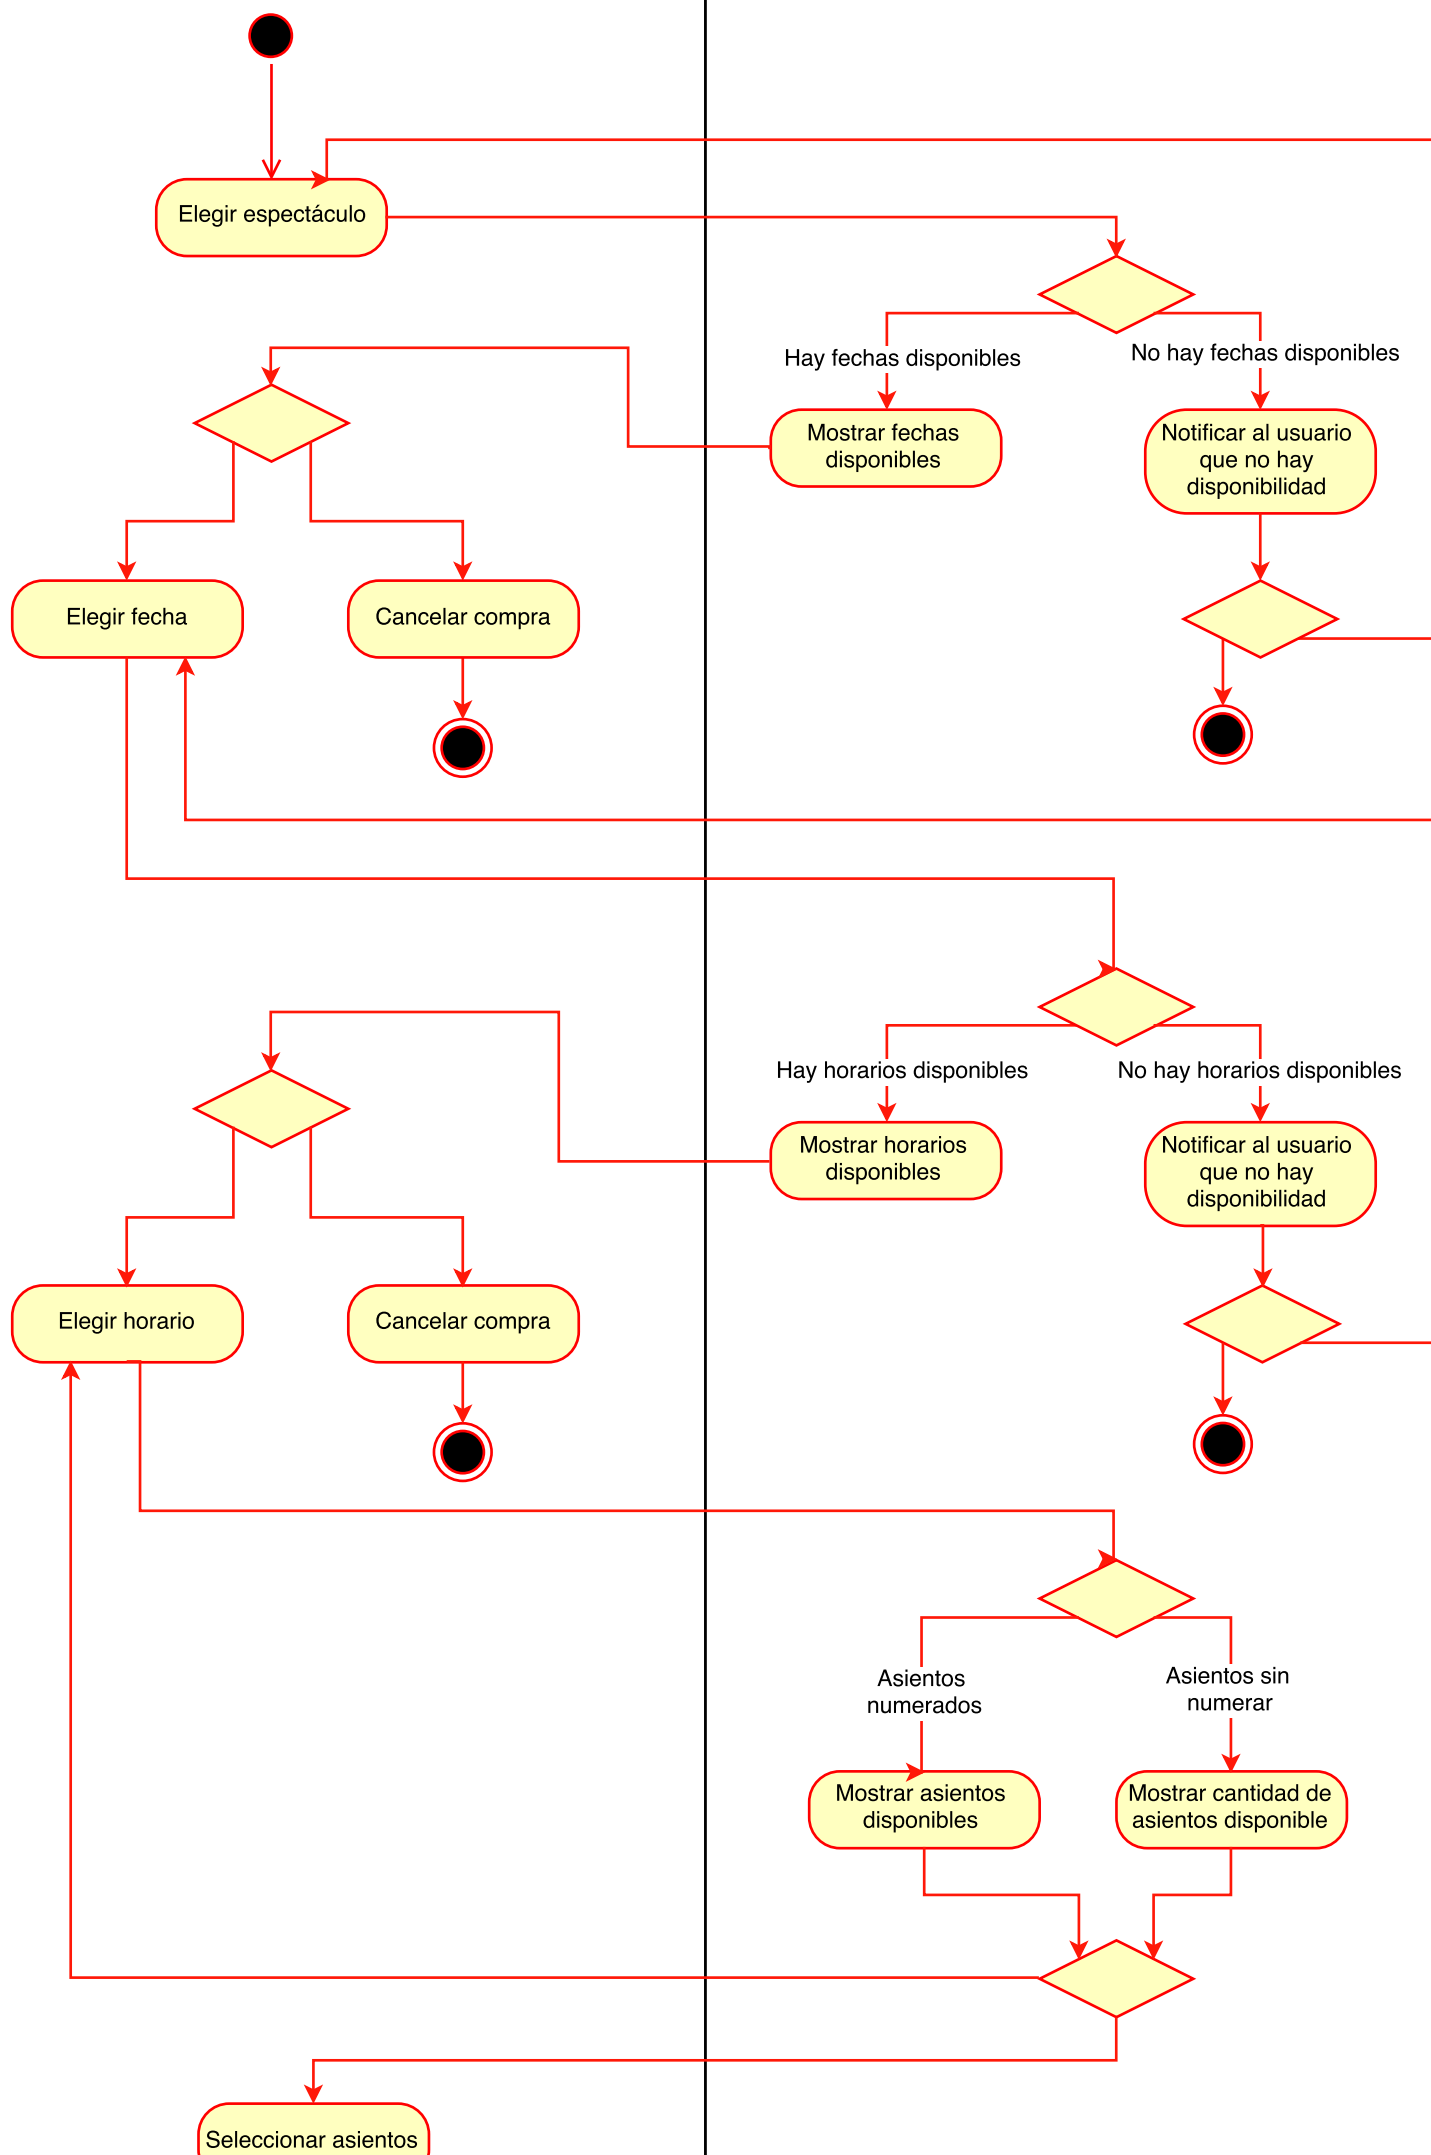 Elegir espectáculo
Hay fechas disponibles
No hay fechas disponibles
Mostrar fechas
disponibles
Notificar al usuario
que no hay
disponibilidad
Elegir fecha
Cancelar compra
Hay horarios disponibles
No hay horarios disponibles
Mostrar horarios
disponibles
Notificar al usuario
que no hay
disponibilidad
Elegir horario
Cancelar compra
Asientos
numerados
Asientos sin
numerar
Mostrar asientos
disponibles
Mostrar cantidad de
asientos disponible
Seleccionar asientos